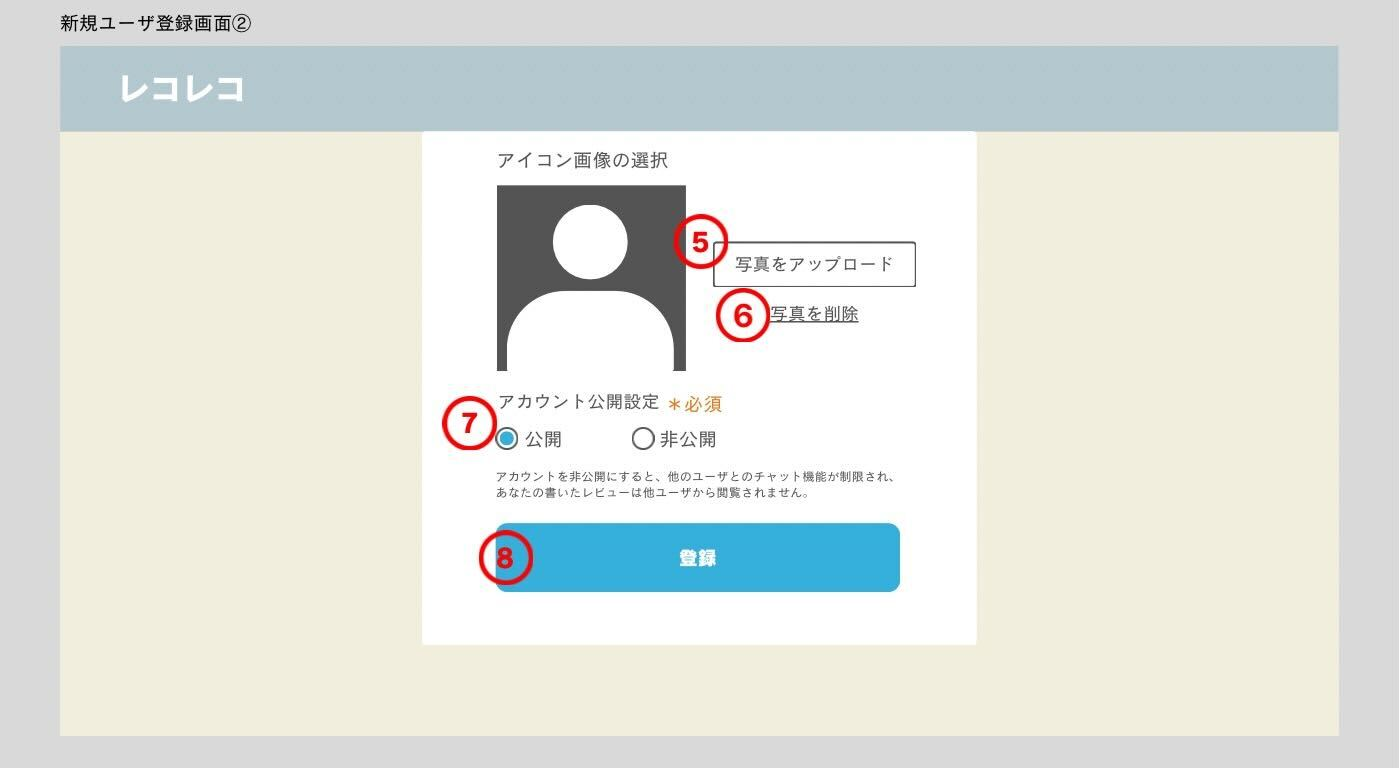 新規ユーザ登録画面②
レコレコ
アイコン画像の選択
5
写真をアップロード
6
写真を削除
アカウント公開設定 ＊必須
7
公開 非公開
アカウントを非公開にすると、他のユーザとのチャット機能が制限され、
あなたの書いたレビューは他ユーザから閲覧されません。
8
登録